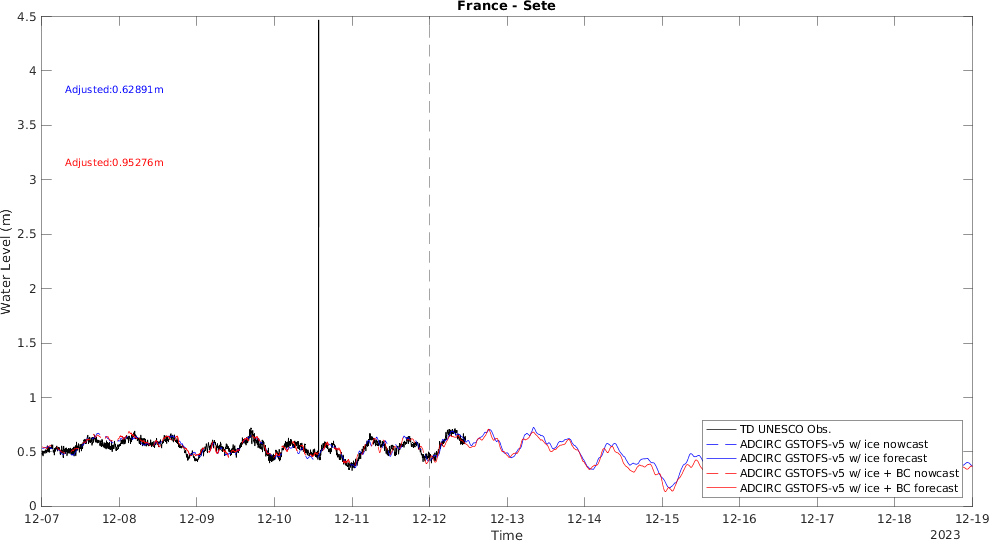 France - Sete
4.5
4
3.5
3
2.5
2
1.5
1
0.5
0
Water Level (m)
Adjusted:0.62891m
Adjusted:0.95276m
TD UNESCO Obs.
ADCIRC GSTOFS-v5 w/ ice nowcast
ADCIRC GSTOFS-v5 w/ ice forecast
ADCIRC GSTOFS-v5 w/ ice + BC nowcast
ADCIRC GSTOFS-v5 w/ ice + BC forecast
12-07 12-08 12-09 12-10 12-11 12-12 12-13 12-14 12-15 12-16 12-17 12-18 12-19
Time
2023